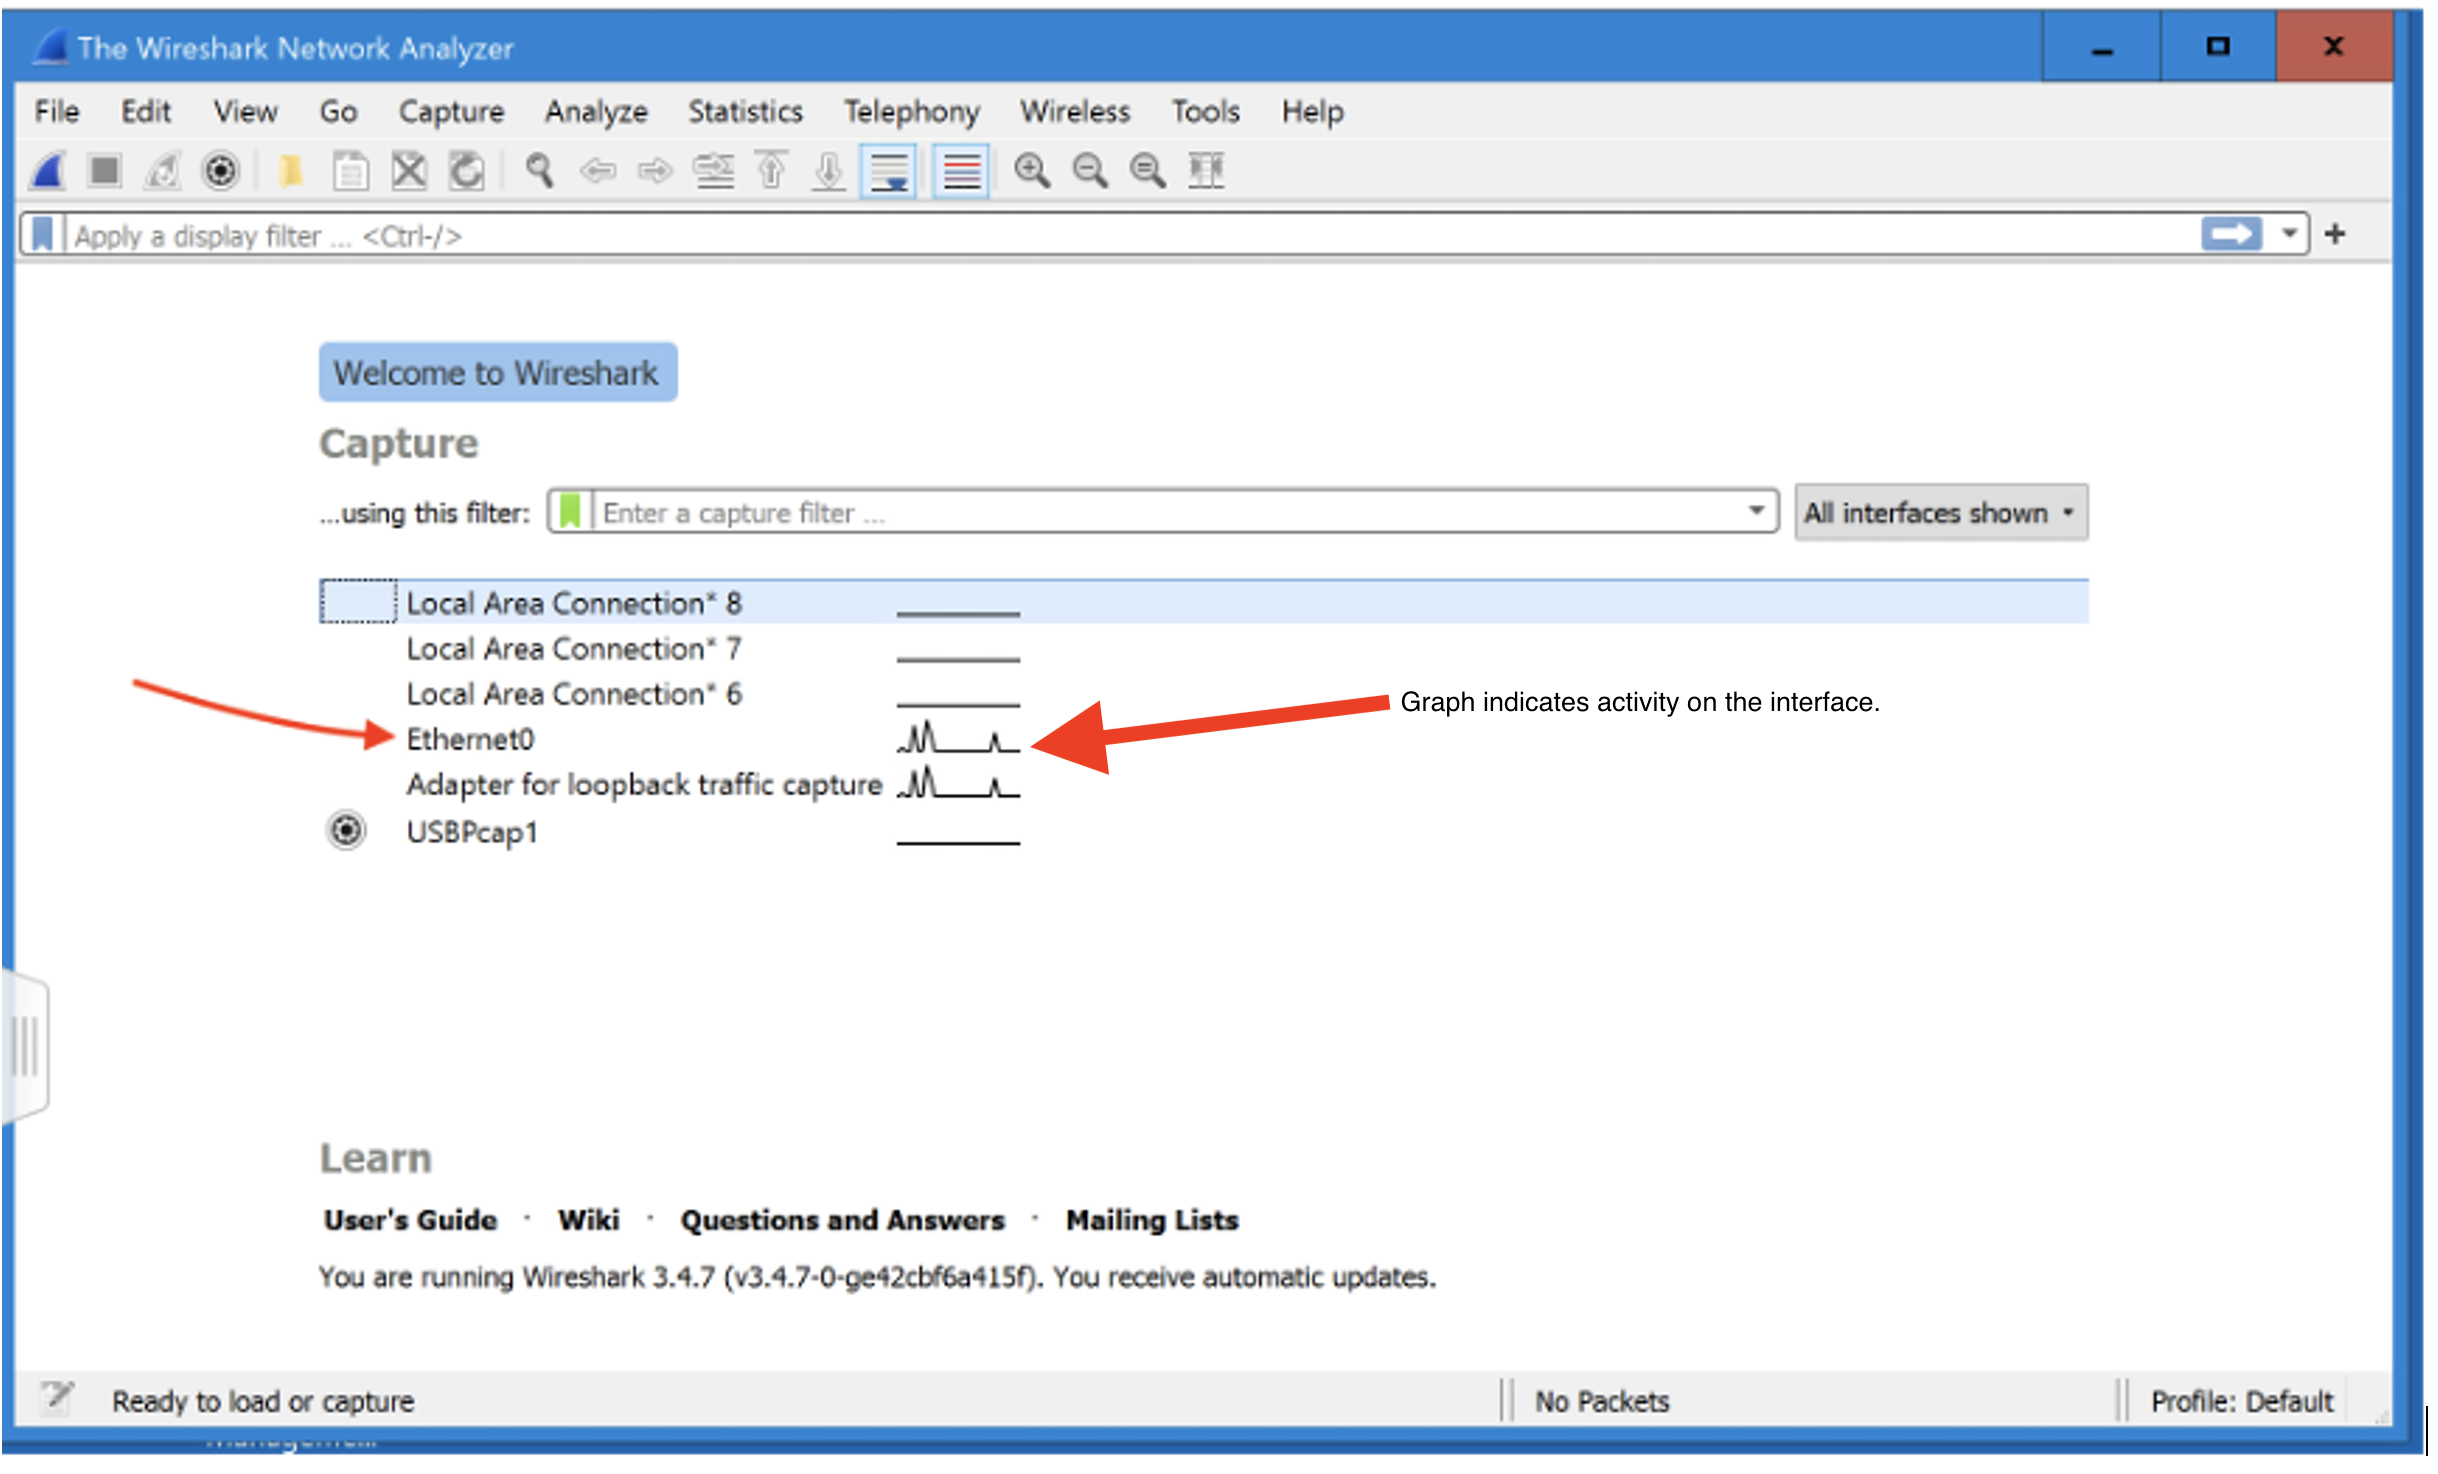 The Wireshark Network Analyzer
File Edit View Go Capture Analyze Statistics Telephony Wireless Tools Help
Apply a display filter ... <Ctrl-/>
+
Welcome to Wireshark
Capture
...using this filter: Enter a capture filter ... All interfaces shown
Local Area Connection* 8
Local Area Connection* 7
Local Area Connection* 6
Graph indicates activity on the interface.
Ethernet0
Adapter for loopback traffic capture
USBPcap1
Learn
User's Guide · Wiki · Questions and Answers · Mailing Lists
You are running Wireshark 3.4.7 (v3.4.7-0-ge42cbf6a415f). You receive automatic updates.
Ready to load or capture No Packets Profile: Default